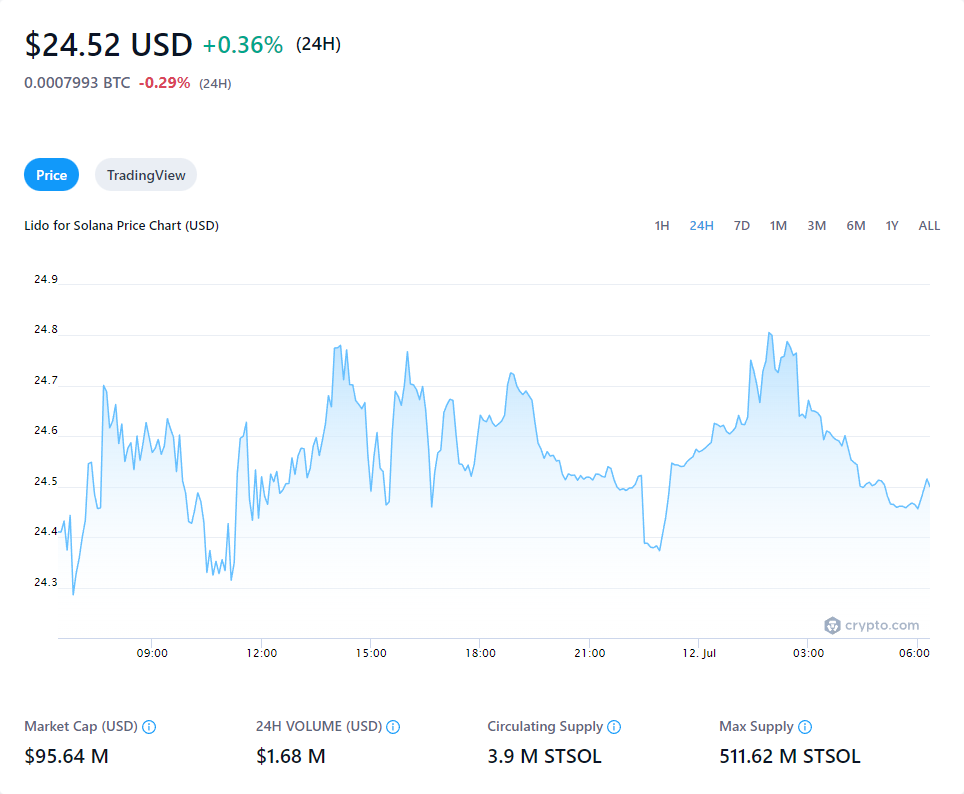 $24.52 USD +0.36% (24H)
0.0007993 BTC -0.29% (24H)
Price TradingView
Lido for Solana Price Chart (USD) 1H 24H 7D 1M 3M 6M 1Y ALL
24.9
24.8
24.7
24.6
24.5
24.4
24.3
crypto.com
09:00 12:00 15:00 18:00 21:00 12. Jul 03:00 06:00
Market Cap (USD) 24H VOLUME (USD) Circulating Supply Max Supply
$95.64 M $1.68 M 3.9 M STSOL 511.62 M STSOL